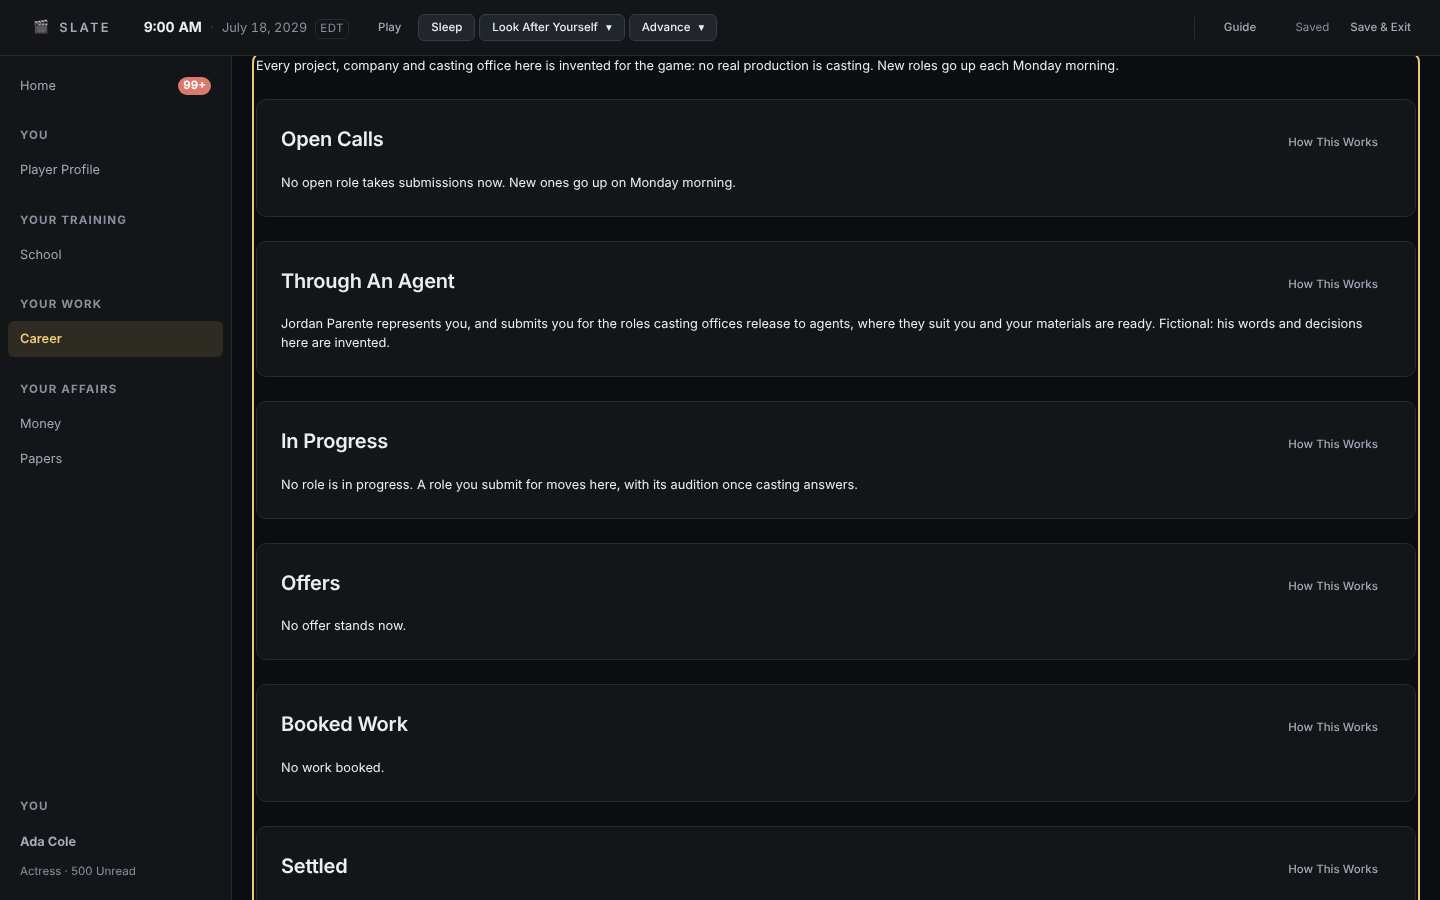 SLATE
9:00 AM · July 18, 2029 EDT
Play
Sleep
Look After Yourself ▾
Advance ▾
Guide
Saved
Save & Exit
Home
99+
YOU
Player Profile
YOUR TRAINING
School
YOUR WORK
Career
YOUR AFFAIRS
Money
Papers
YOU
Ada Cole
Actress · 500 Unread
Every project, company and casting office here is invented for the game: no real production is casting. New roles go up each Monday morning.
Open Calls
How This Works
No open role takes submissions now. New ones go up on Monday morning.
Through An Agent
How This Works
Jordan Parente represents you, and submits you for the roles casting offices release to agents, where they suit you and your materials are ready. Fictional: his words and decisions
here are invented.
In Progress
How This Works
No role is in progress. A role you submit for moves here, with its audition once casting answers.
Offers
How This Works
No offer stands now.
Booked Work
How This Works
No work booked.
Settled
How This Works